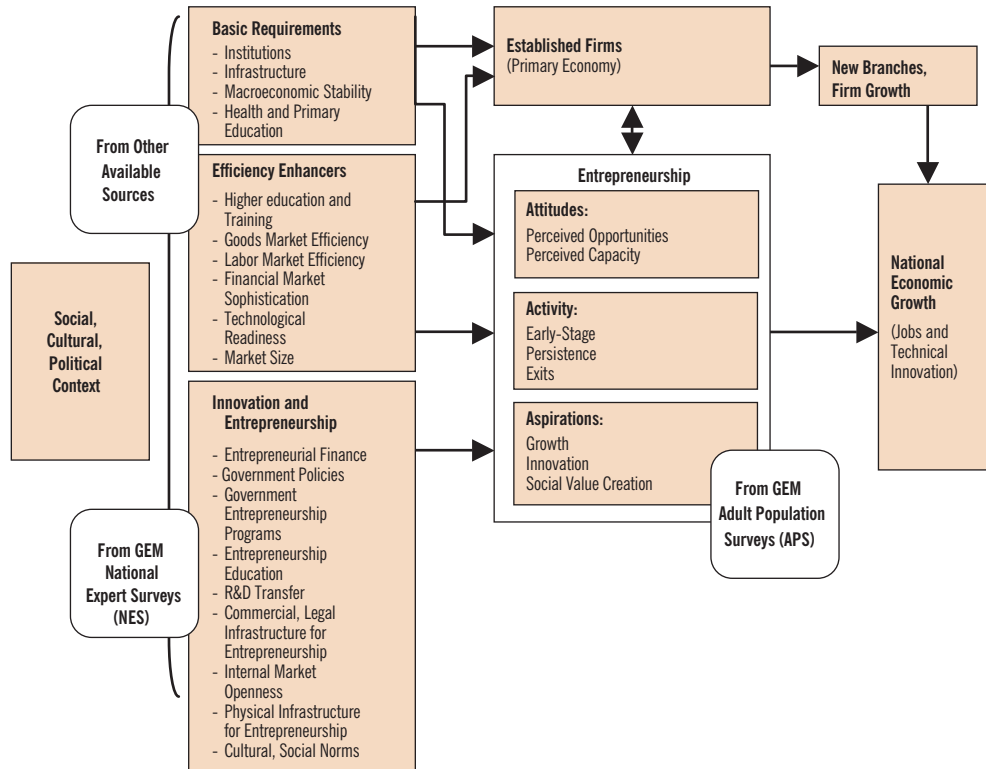 Social,
Cultural,
Political
Context
From Other
Available
Sources
From GEM
National
Expert Surveys
(NES)
Basic Requirements
- Institutions
- Infrastructure
- Macroeconomic Stability
- Health and Primary
Education
Efficiency Enhancers
- Higher education and
Training
- Goods Market Efficiency
- Labor Market Efficiency
- Financial Market
Sophistication
- Technological
Readiness
- Market Size
Innovation and
Entrepreneurship
- Entrepreneurial Finance
- Government Policies
- Government
Entrepreneurship
Programs
- Entrepreneurship
Education
- R&D Transfer
- Commercial, Legal
Infrastructure for
Entrepreneurship
- Internal Market
Openness
- Physical Infrastructure
for Entrepreneurship
- Cultural, Social Norms
Established Firms
(Primary Economy)
Entrepreneurship
Attitudes:
Perceived Opportunities
Perceived Capacity
Activity:
Early-Stage
Persistence
Exits
Aspirations:
Growth
Innovation
Social Value Creation
From GEM
Adult Population
Surveys (APS)
New Branches,
Firm Growth
National
Economic
Growth
(Jobs and
Technical
Innovation)